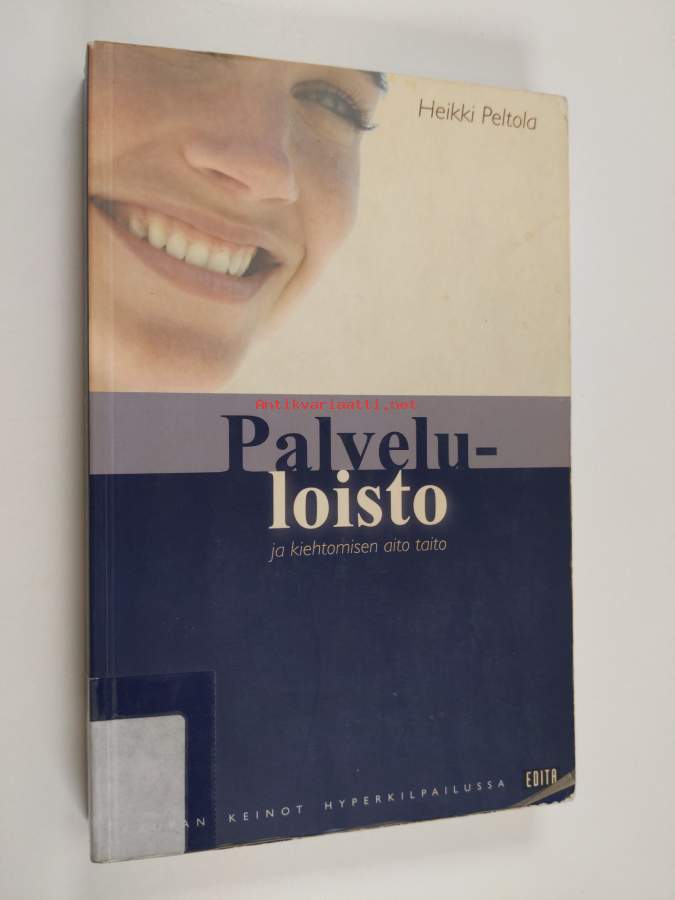 Heikki Peltola
Antikvariaatti.net
Palvelu-
loisto
ja kiehtomisen aito taito
KEINOT HYPERKILPAILUSSA
EDITA